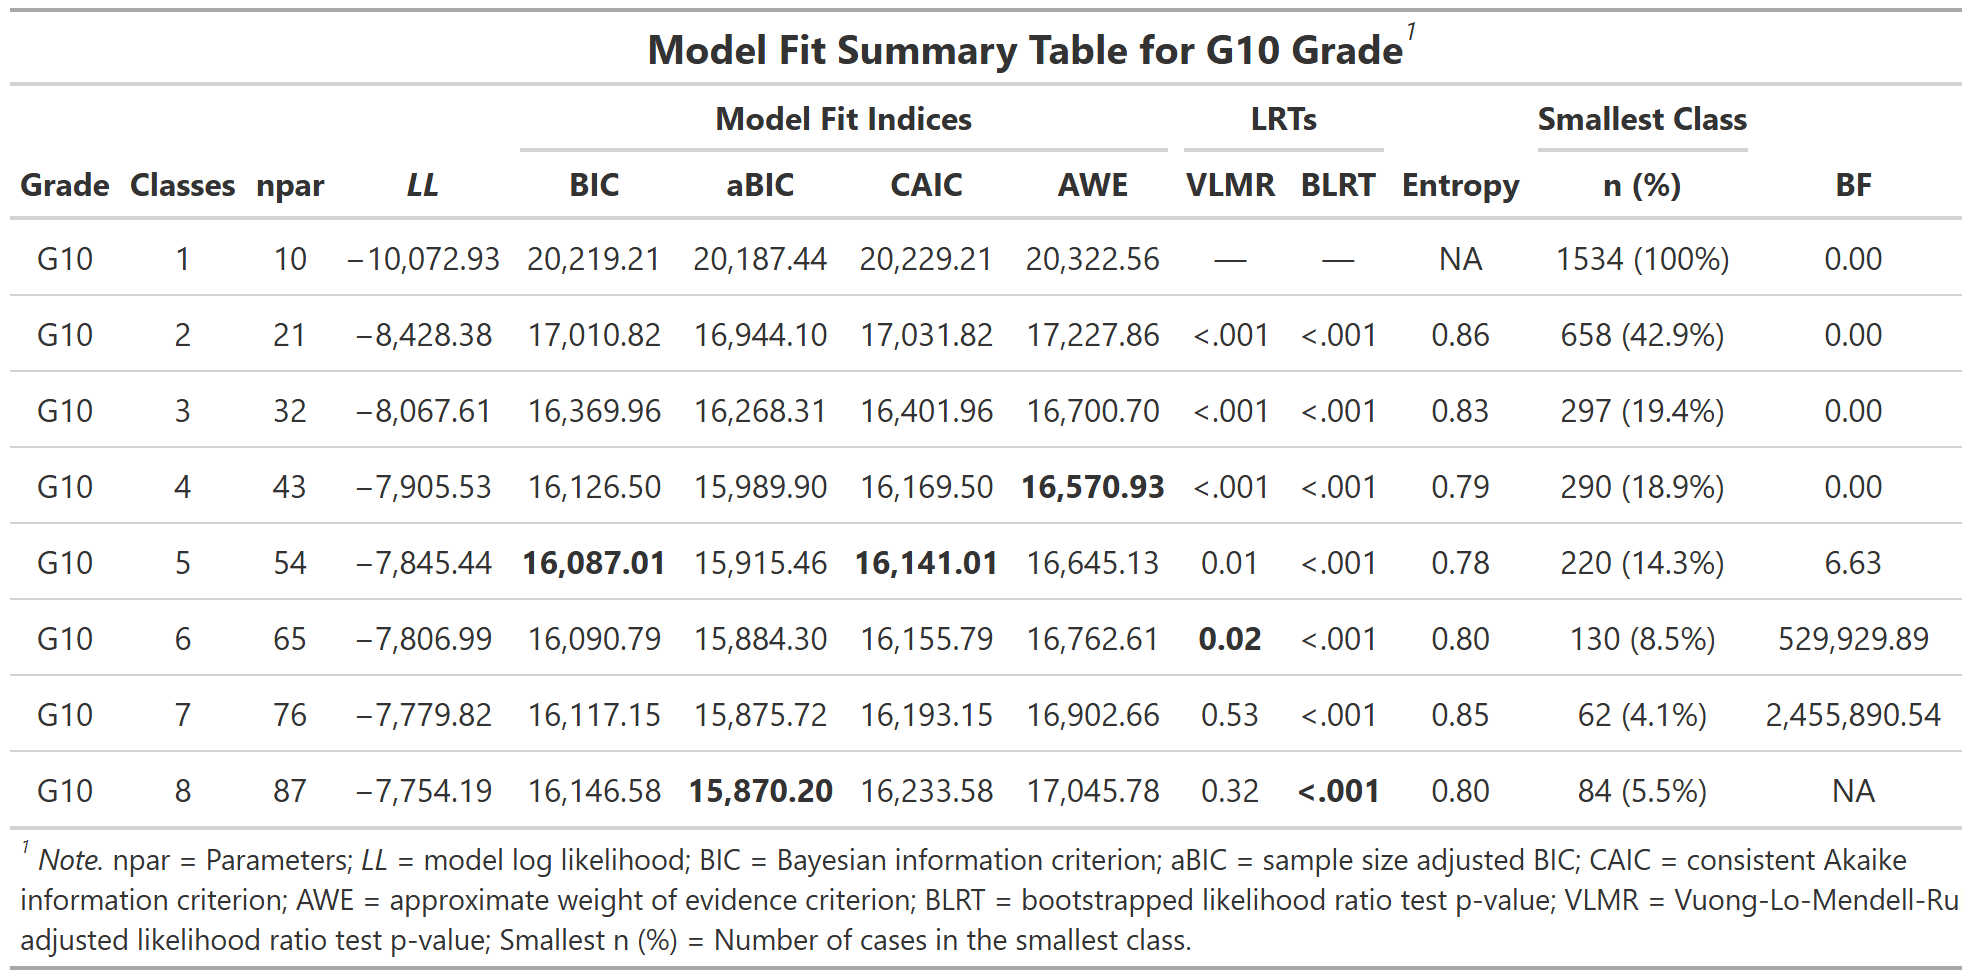 Model Fit Summary Table for G10 Grade1
Model Fit Indices LRTs Smallest Class
Grade Classes npar LL BIC aBIC CAIC AWE VLMR BLRT Entropy n (%) BF
G10 1 10 −10,072.93 20,219.21 20,187.44 20,229.21 20,322.56 — — NA 1534 (100%) 0.00
G10 2 21 −8,428.38 17,010.82 16,944.10 17,031.82 17,227.86 <.001 <.001 0.86 658 (42.9%) 0.00
G10 3 32 −8,067.61 16,369.96 16,268.31 16,401.96 16,700.70 <.001 <.001 0.83 297 (19.4%) 0.00
G10 4 43 −7,905.53 16,126.50 15,989.90 16,169.50 16,570.93 <.001 <.001 0.79 290 (18.9%) 0.00
G10 5 54 −7,845.44 16,087.01 15,915.46 16,141.01 16,645.13 0.01 <.001 0.78 220 (14.3%) 6.63
G10 6 65 −7,806.99 16,090.79 15,884.30 16,155.79 16,762.61 0.02 <.001 0.80 130 (8.5%) 529,929.89
G10 7 76 −7,779.82 16,117.15 15,875.72 16,193.15 16,902.66 0.53 <.001 0.85 62 (4.1%) 2,455,890.54
G10 8 87 −7,754.19 16,146.58 15,870.20 16,233.58 17,045.78 0.32 <.001 0.80 84 (5.5%) NA
1 Note. npar = Parameters; LL = model log likelihood; BIC = Bayesian information criterion; aBIC = sample size adjusted BIC; CAIC = consistent Akaike
information criterion; AWE = approximate weight of evidence criterion; BLRT = bootstrapped likelihood ratio test p-value; VLMR = Vuong-Lo-Mendell-Ru
adjusted likelihood ratio test p-value; Smallest n (%) = Number of cases in the smallest class.